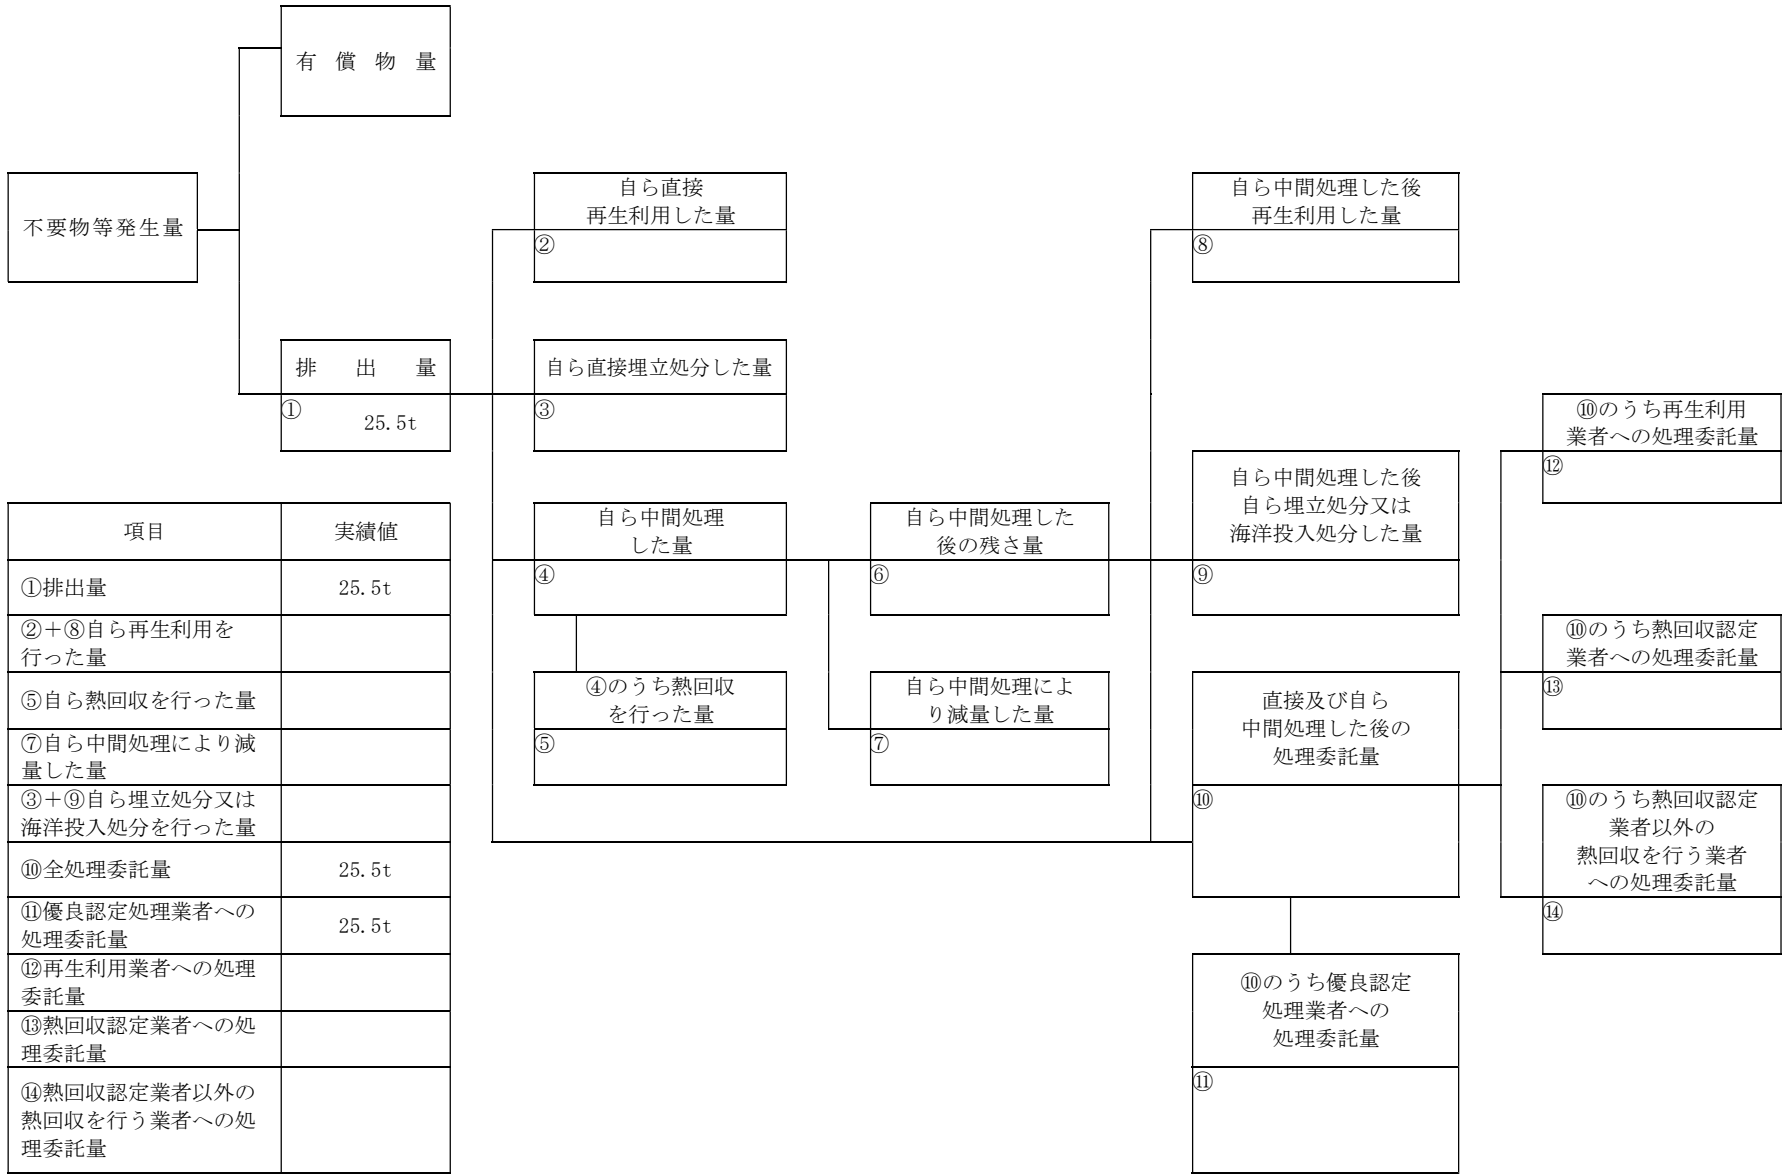 有　償　物　量
不要物等発生量
自ら直接
再生利用した量
②
自ら中間処理した後
再生利用した量
⑧
排　出　量
①
25.5t
自ら直接埋立処分した量
③
⑩のうち再生利用
業者への処理委託量
⑫
自ら中間処理した後
自ら埋立処分又は
海洋投入処分した量
⑨
自ら中間処理
した量
④
自ら中間処理した
後の残さ量
⑥
⑩のうち熱回収認定
業者への処理委託量
⑬
④のうち熱回収
を行った量
⑤
自ら中間処理によ
り減量した量
⑦
直接及び自ら
中間処理した後の
処理委託量
⑩
⑩のうち熱回収認定
業者以外の
熱回収を行う業者
への処理委託量
⑭
⑩のうち優良認定
処理業者への
処理委託量
⑪
項目　実績値
①排出量　25.5t
②＋⑧自ら再生利用を
行った量
⑤自ら熱回収を行った量
⑦自ら中間処理により減
量した量
③＋⑨自ら埋立処分又は
海洋投入処分を行った量
⑩全処理委託量　25.5t
⑪優良認定処理業者への
処理委託量　25.5t
⑫再生利用業者への処理
委託量
⑬熱回収認定業者への処
理委託量
⑭熱回収認定業者以外の
熱回収を行う業者への処
理委託量